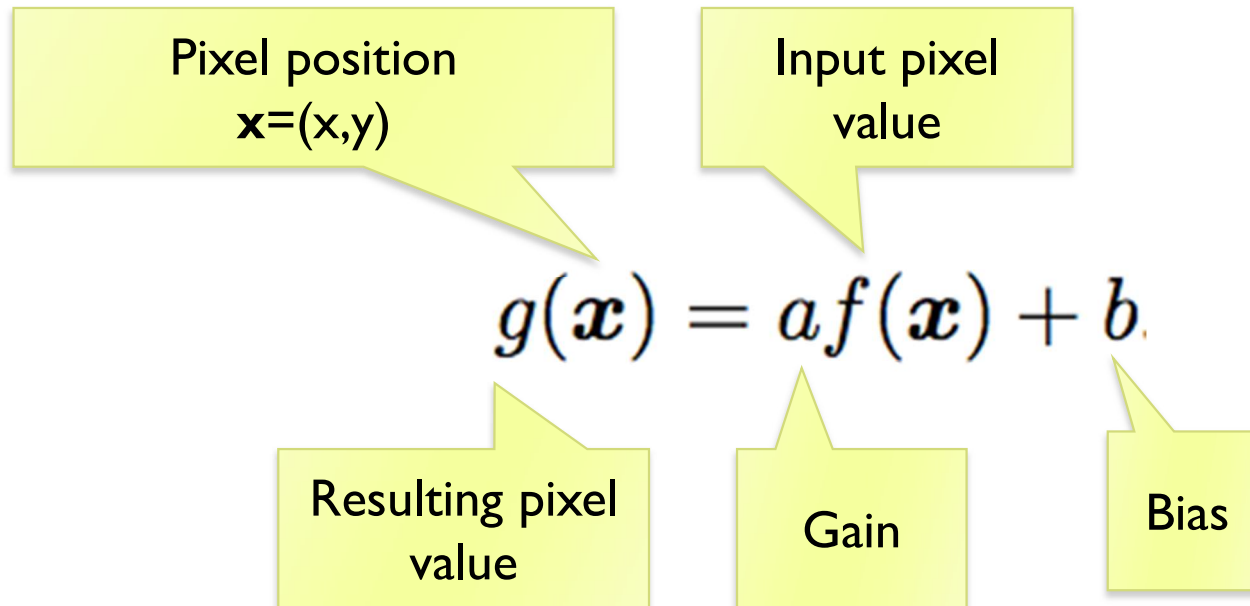 Pixel position
x=(x,y)
Input pixel
value
g(x) = af(x) + b.
Resulting pixel
value
Gain
Bias